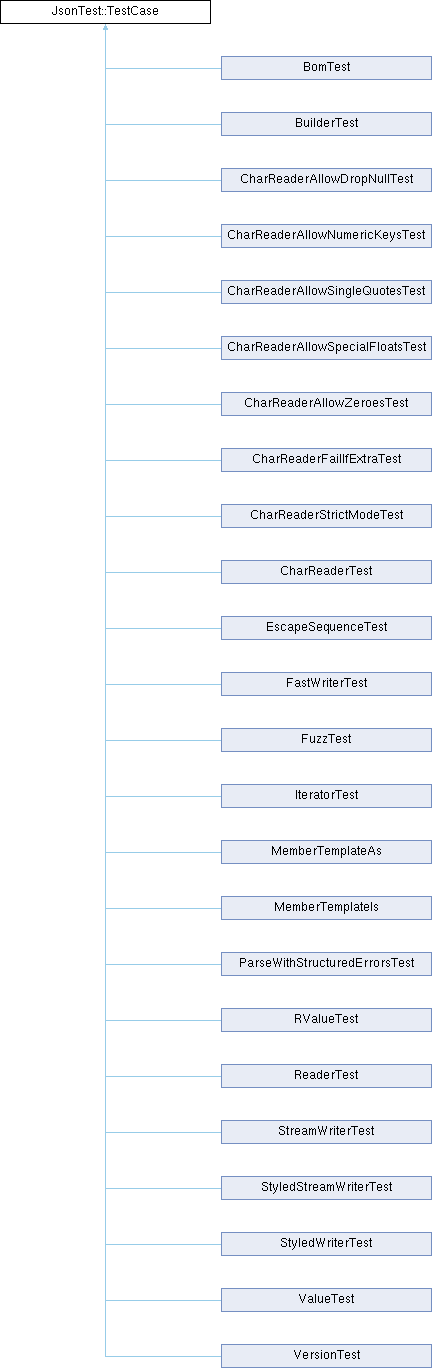 JsonTest::TestCase
BomTest
BuilderTest
CharReaderAllowDropNullTest
CharReaderAllowNumericKeysTest
CharReaderAllowSingleQuotesTest
CharReaderAllowSpecialFloatsTest
CharReaderAllowZeroesTest
CharReaderFailIfExtraTest
CharReaderStrictModeTest
CharReaderTest
EscapeSequenceTest
FastWriterTest
FuzzTest
IteratorTest
MemberTemplateAs
MemberTemplateIs
ParseWithStructuredErrorsTest
RValueTest
ReaderTest
StreamWriterTest
StyledStreamWriterTest
StyledWriterTest
ValueTest
VersionTest